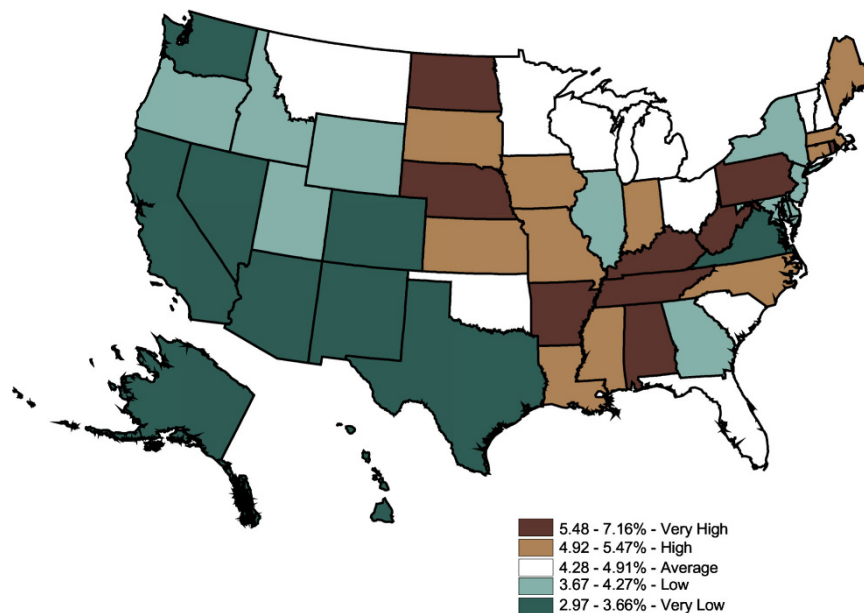 5.48 - 7.16% - Very High
4.92 - 5.47% - High
4.28 - 4.91% - Average
3.67 - 4.27% - Low
2.97 - 3.66% - Very Low